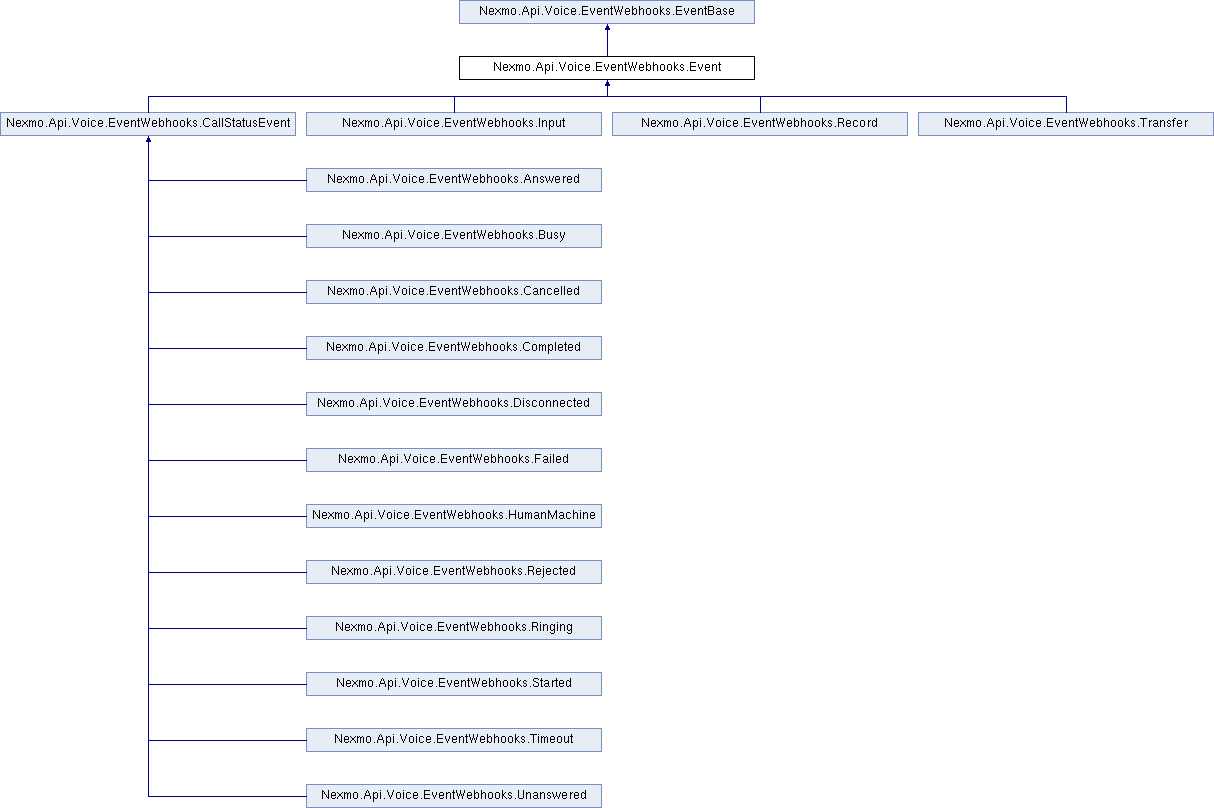 Nexmo.Api.Voice.EventWebhooks.EventBase
Nexmo.Api.Voice.EventWebhooks.Event
Nexmo.Api.Voice.EventWebhooks.CallStatusEvent
Nexmo.Api.Voice.EventWebhooks.Input
Nexmo.Api.Voice.EventWebhooks.Record
Nexmo.Api.Voice.EventWebhooks.Transfer
Nexmo.Api.Voice.EventWebhooks.Answered
Nexmo.Api.Voice.EventWebhooks.Busy
Nexmo.Api.Voice.EventWebhooks.Cancelled
Nexmo.Api.Voice.EventWebhooks.Completed
Nexmo.Api.Voice.EventWebhooks.Disconnected
Nexmo.Api.Voice.EventWebhooks.Failed
Nexmo.Api.Voice.EventWebhooks.HumanMachine
Nexmo.Api.Voice.EventWebhooks.Rejected
Nexmo.Api.Voice.EventWebhooks.Ringing
Nexmo.Api.Voice.EventWebhooks.Started
Nexmo.Api.Voice.EventWebhooks.Timeout
Nexmo.Api.Voice.EventWebhooks.Unanswered